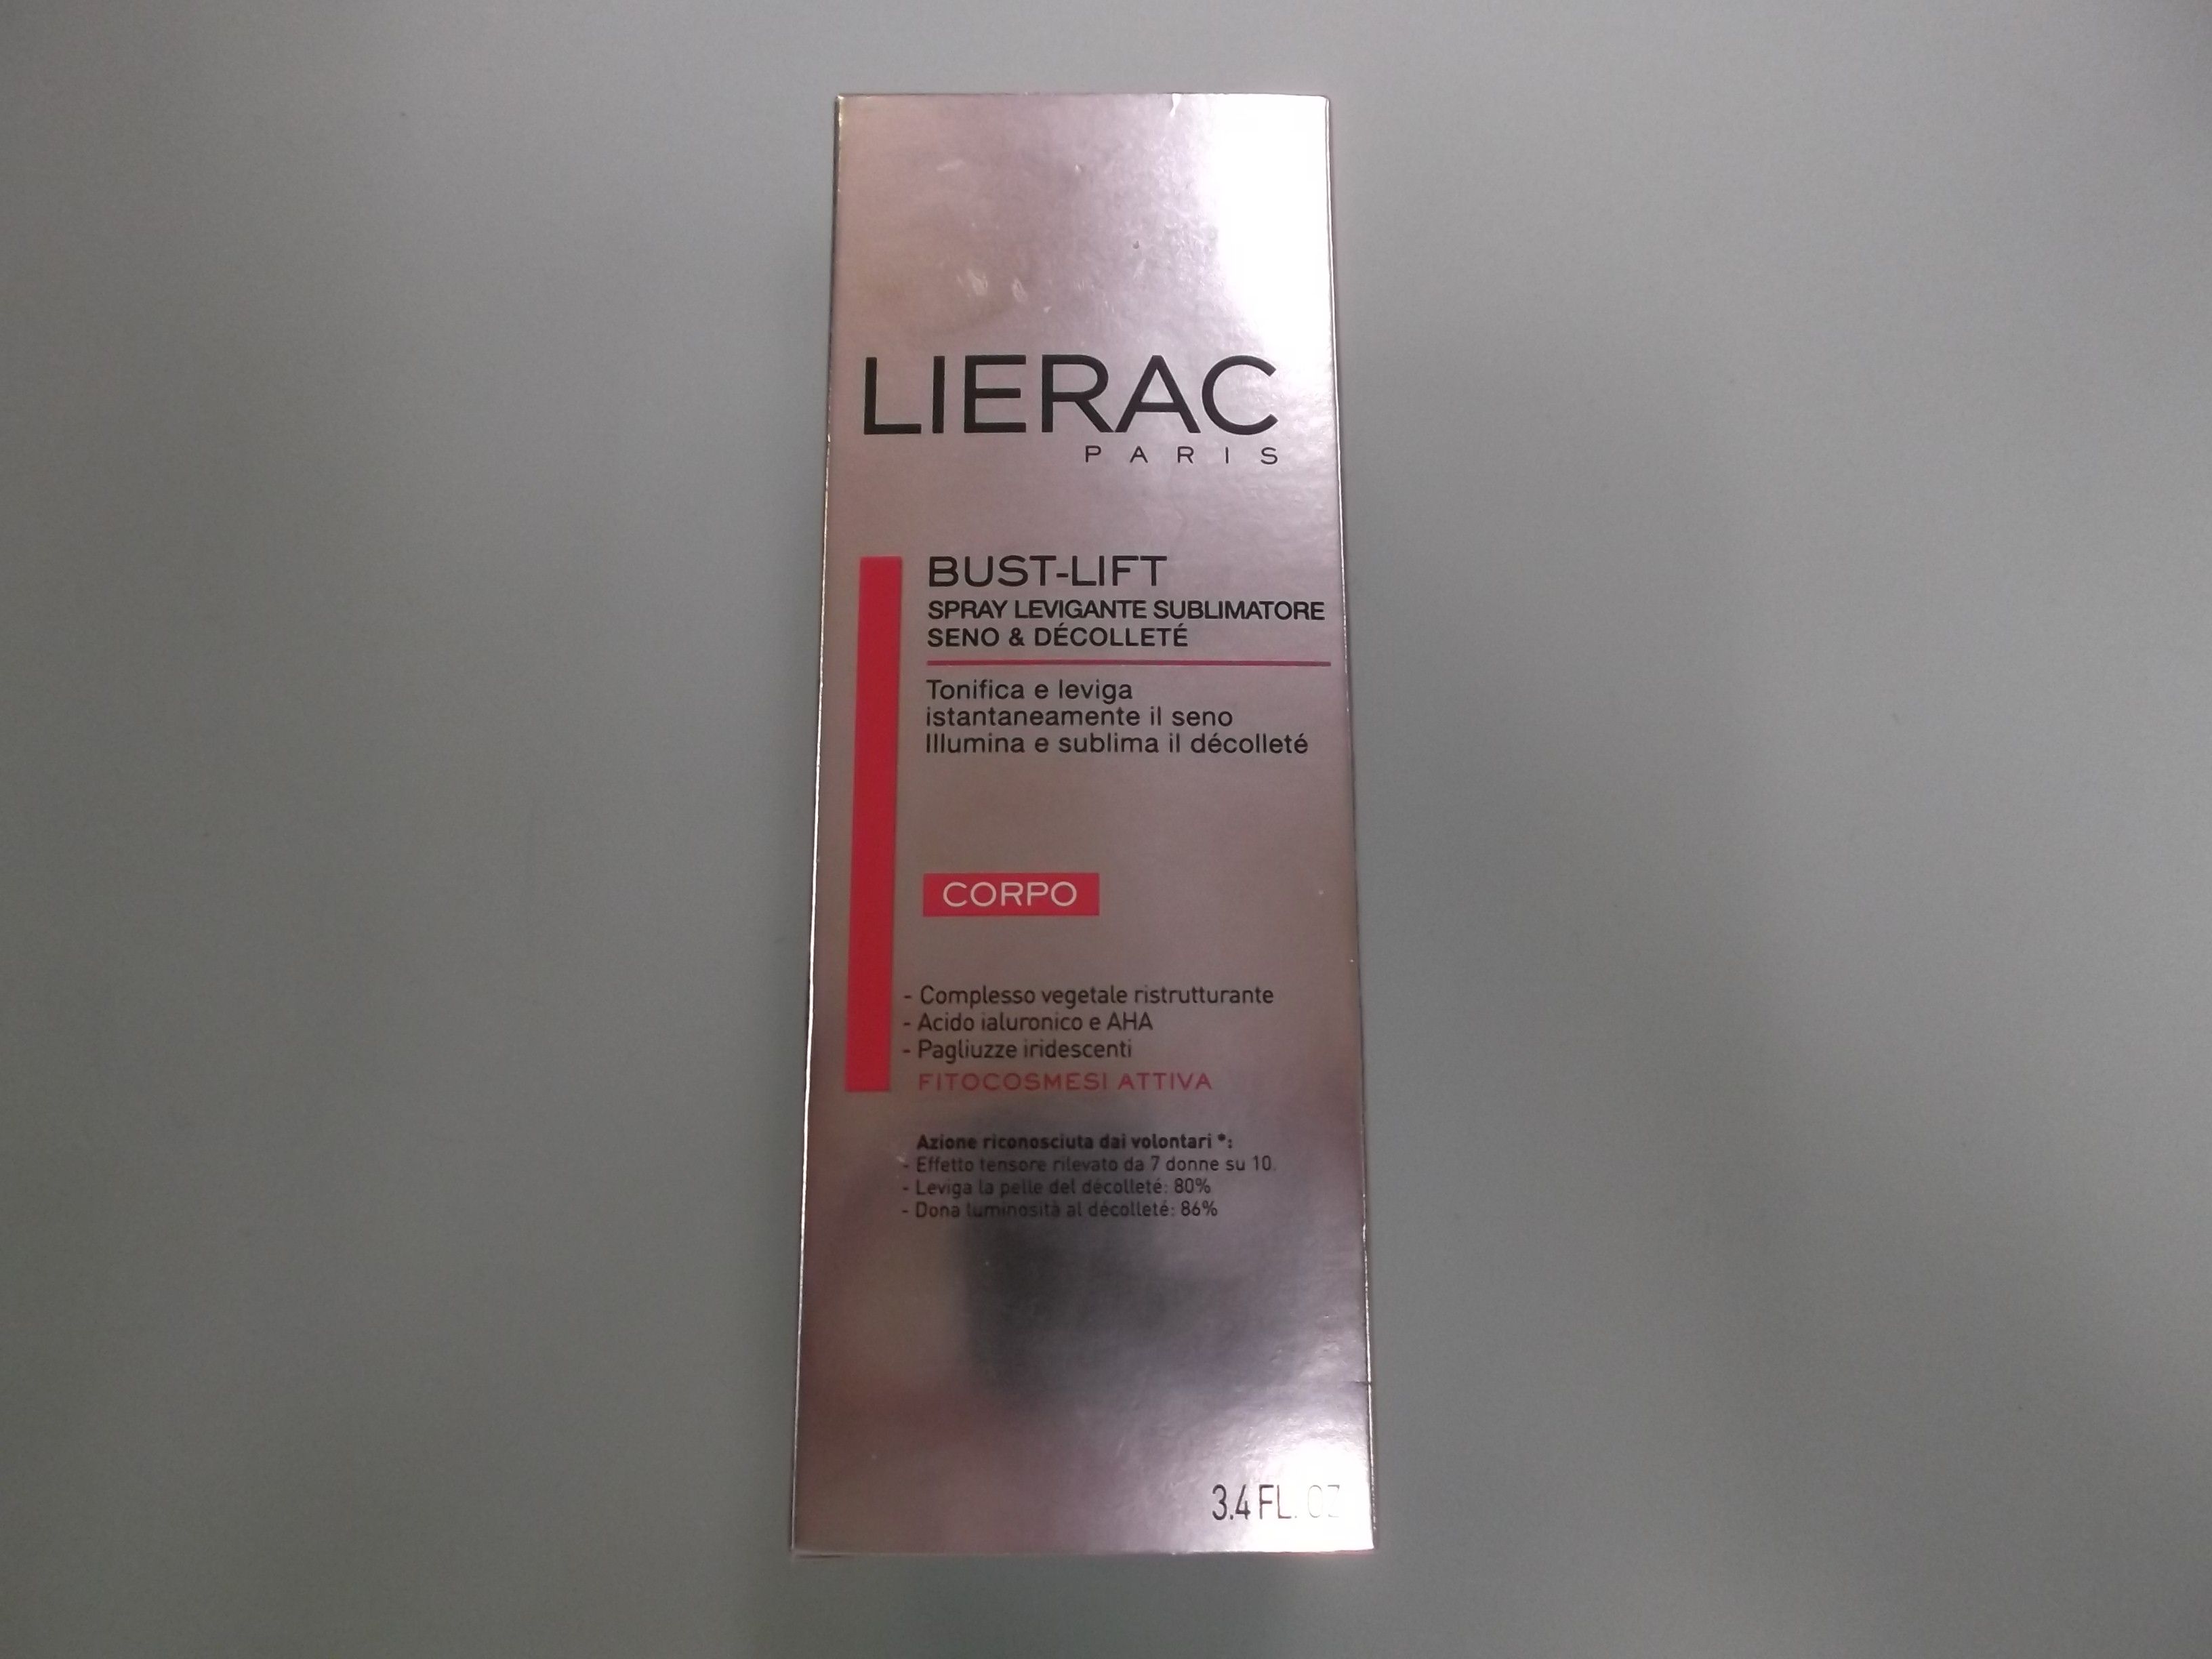 LIERAC
PARIS
BUST-LIFT
SPRAY LEVIGANTE SUBLIMATORE
SENO & DÉCOLLETÉ
Tonifica e leviga
istantaneamente il seno
Illumina e sublima il décolleté
CORPO
- Complesso vegetale ristrutturante
- Acido ialuronico e AHA
- Pagliuzze iridescenti
FITOCOSMESI ATTIVA
Azione riconosciuta dai volontari *:
- Effetto tensore rilevato da 7 donne su 10.
- Leviga la pelle del décolleté: 80%
- Dona luminosità al décolleté: 86%
3.4 FL. OZ